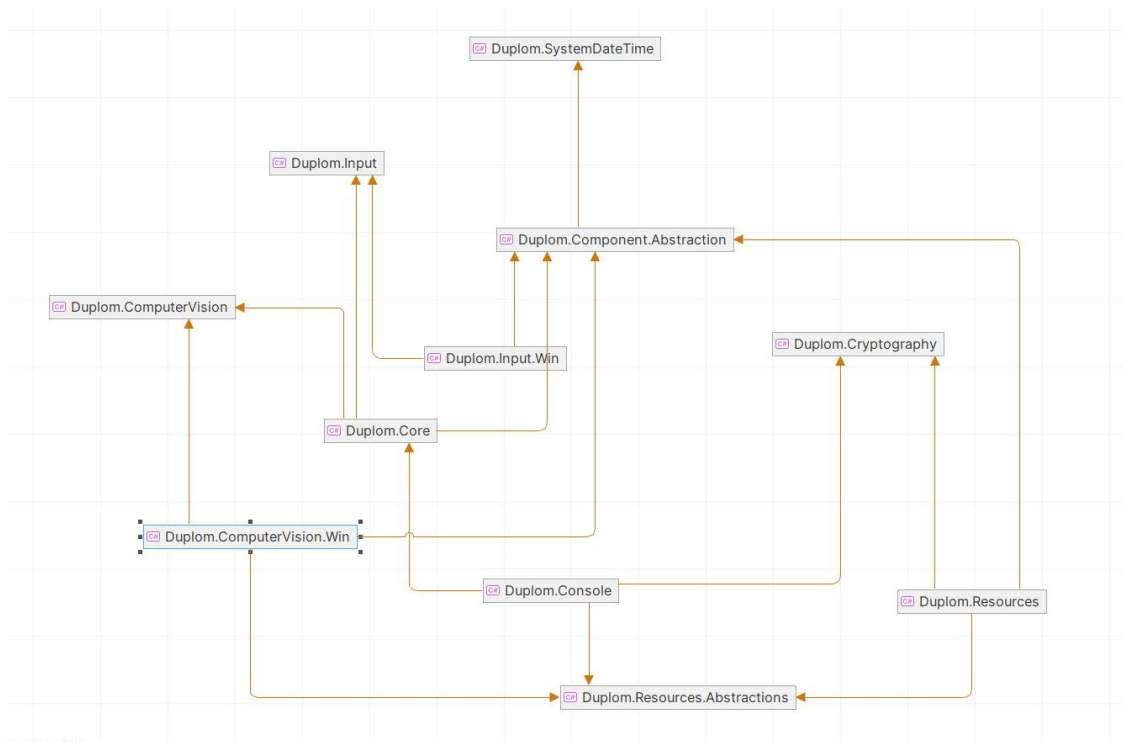 C# Duplom.SystemDateTime
C# Duplom.Input
C# Duplom.Component.Abstraction
C# Duplom.ComputerVision
C# Duplom.Cryptography
C# Duplom.Input.Win
C# Duplom.Core
C# Duplom.ComputerVision.Win
C# Duplom.Console
C# Duplom.Resources
C# Duplom.Resources.Abstractions